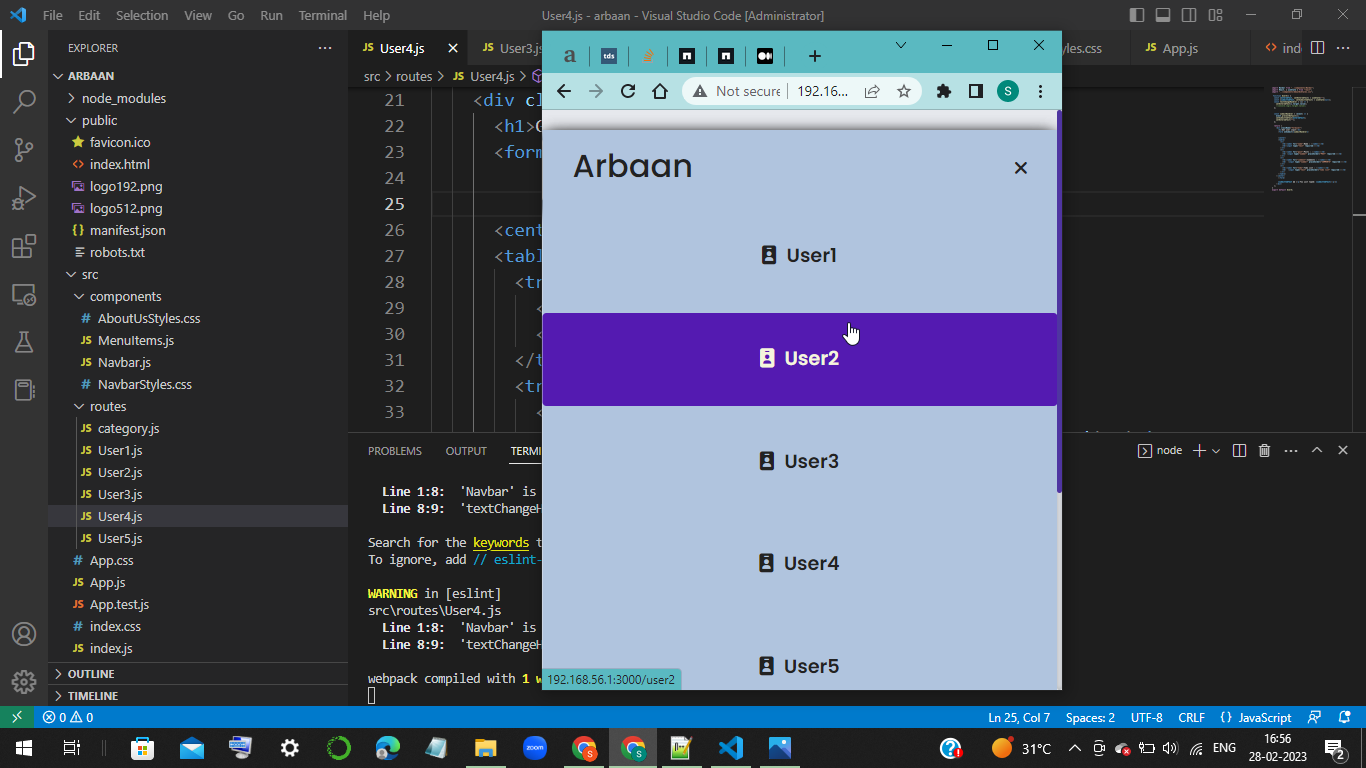 File Edit Selection View Go Run Terminal Help
User4.js - arbaan - Visual Studio Code [Administrator]
EXPLORER
ARBAAN
node_modules
public
favicon.ico
index.html
logo192.png
logo512.png
manifest.json
robots.txt
src
components
AboutUsStyles.css
MenuItems.js
Navbar.js
NavbarStyles.css
routes
category.js
User1.js
User2.js
User3.js
User4.js
User5.js
App.css
App.js
App.test.js
index.css
index.js
OUTLINE
TIMELINE
User4.js
User3.js
App.js
src > routes > User4.js >
21 <div cl
22 <h1>
23 <form
24
25
26 <cent
27 <tabl
28 <tr
29 <
30 <
31 </t
32 <tr
33 <
PROBLEMS OUTPUT TERMI
node
Line 1:8: 'Navbar' is
Line 8:9: 'textChangeH
Search for the keywords t
To ignore, add // eslint-
WARNING in [eslint]
src\routes\User4.js
Line 1:8: 'Navbar' is
Line 8:9: 'textChangeH
webpack compiled with 1 w
a tds
Not secure 192.16...
S
Arbaan
User1
User2
User3
User4
User5
192.168.56.1:3000/user2
0 0
Ln 25, Col 7 Spaces: 2 UTF-8 CRLF JavaScript
zoom
31°C
ENG
16:56
28-02-2023
2